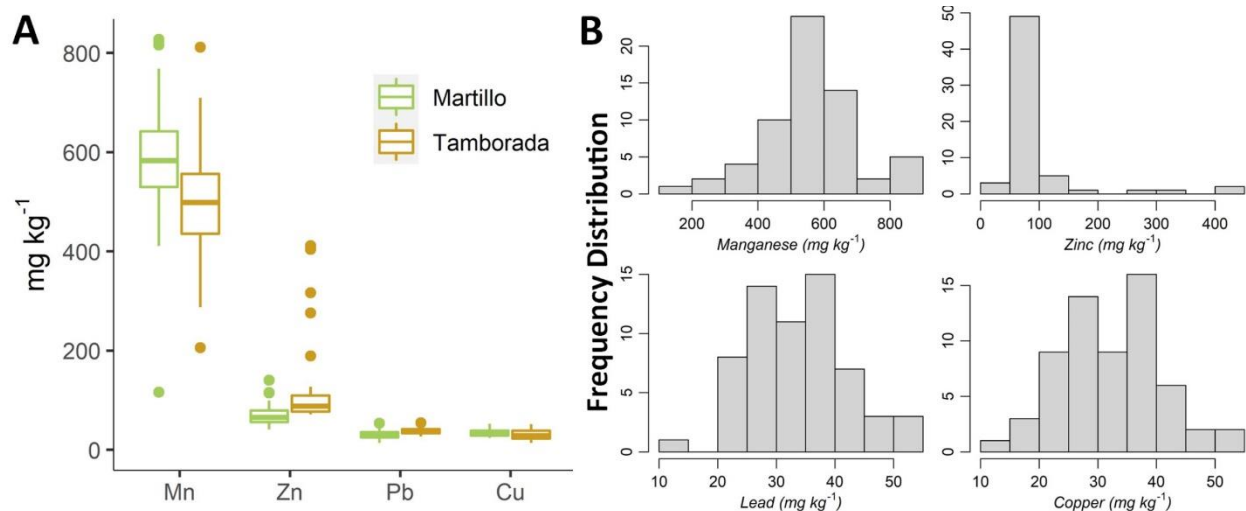 A
mg kg-1
800
600
400
200
0
Mn Zn Pb Cu
Martillo
Tamborada
B
Frequency Distribution
0 5 10 15 20
200 400 600 800
Manganese (mg kg-1)
0 10 20 30 40 50
0 100 200 300 400
Zinc (mg kg-1)
0 5 10 15
10 20 30 40 50
Lead (mg kg-1)
0 5 10 15
10 20 30 40 50
Copper (mg kg-1)